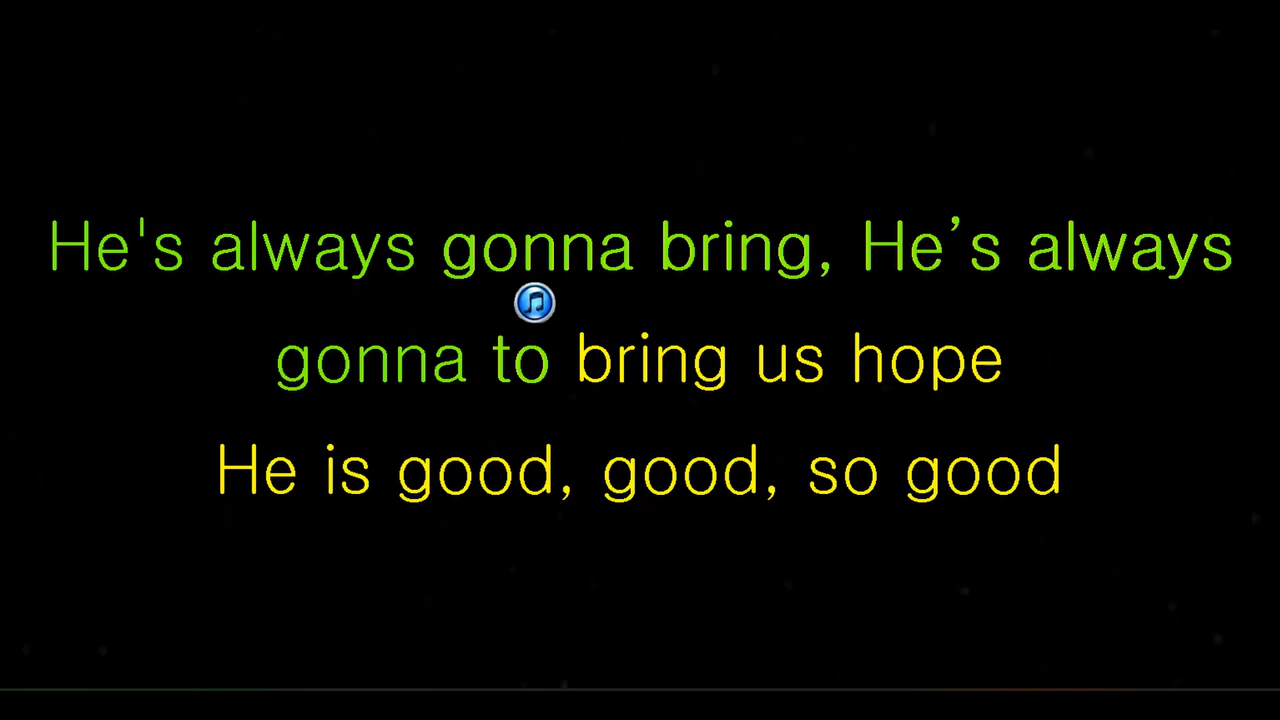 He's always gonna bring, He’s always
gonna to bring us hope
He is good, good, so good